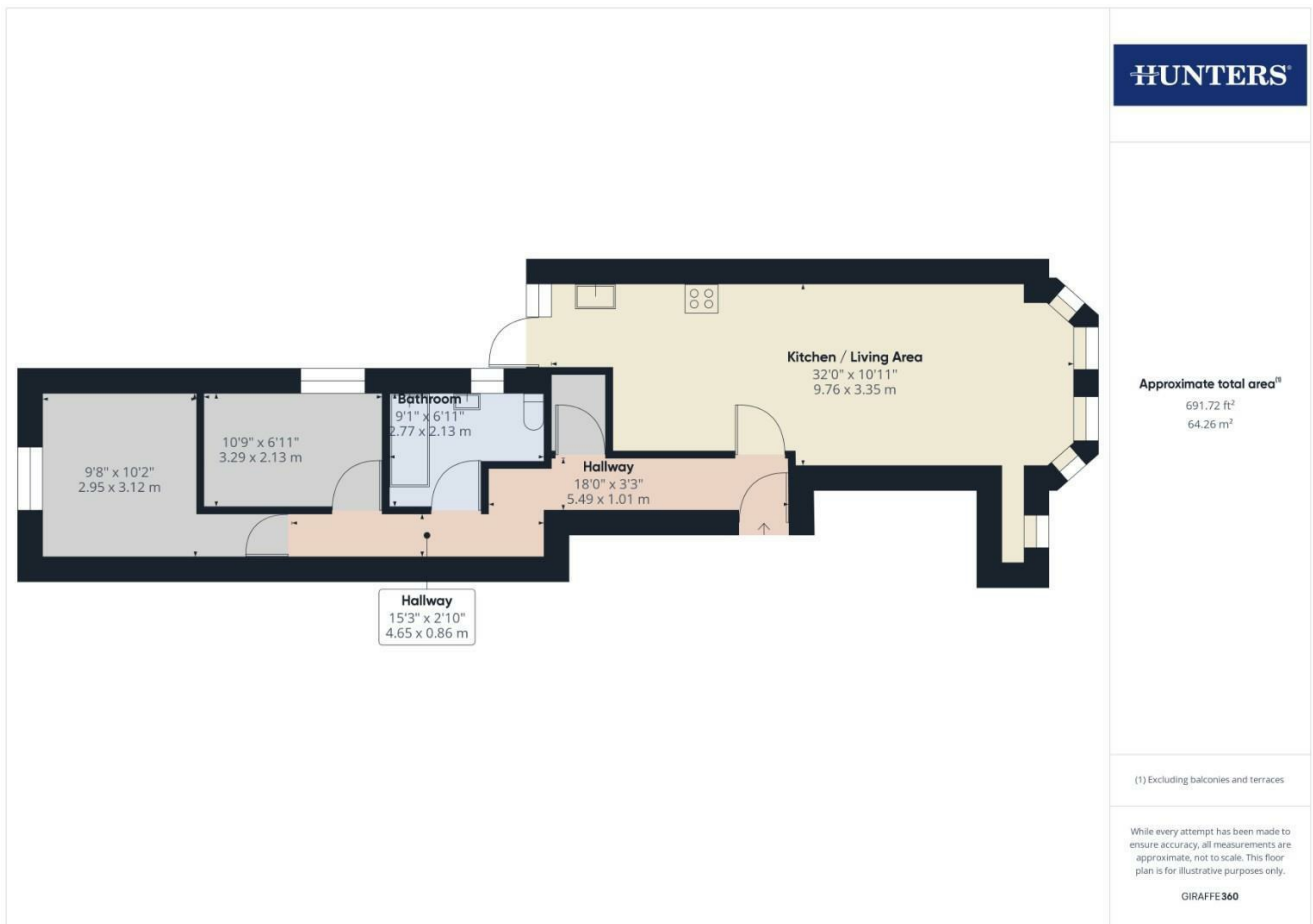 HUNTERS®
Kitchen / Living Area
32'0" x 10'11"
9.76 x 3.35 m
Bathroom
9'1" x 6'11"
2.77 x 2.13 m
10'9" x 6'11"
3.29 x 2.13 m
9'8" x 10'2"
2.95 x 3.12 m
Hallway
18'0" x 3'3"
5.49 x 1.01 m
Hallway
15'3" x 2'10"
4.65 x 0.86 m
Approximate total area(1)
691.72 ft²
64.26 m²
(1) Excluding balconies and terraces
While every attempt has been made to
ensure accuracy, all measurements are
approximate, not to scale. This floor
plan is for illustrative purposes only.
GIRAFFE360